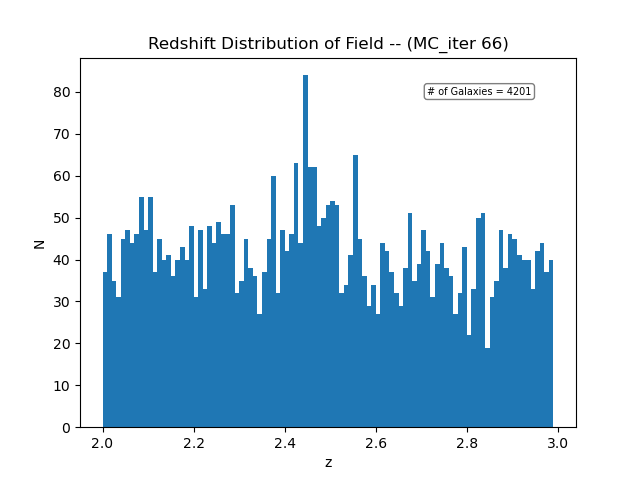 Redshift Distribution of Field -- (MC_iter 66)
# of Galaxies = 4201
80
70
60
50
40
30
20
10
0
N
2.0 2.2 2.4 2.6 2.8 3.0
z